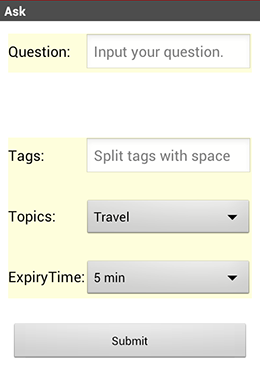 Ask
Question: Input your question.
Tags: Split tags with space
Topics: Travel
ExpiryTime: 5 min
Submit